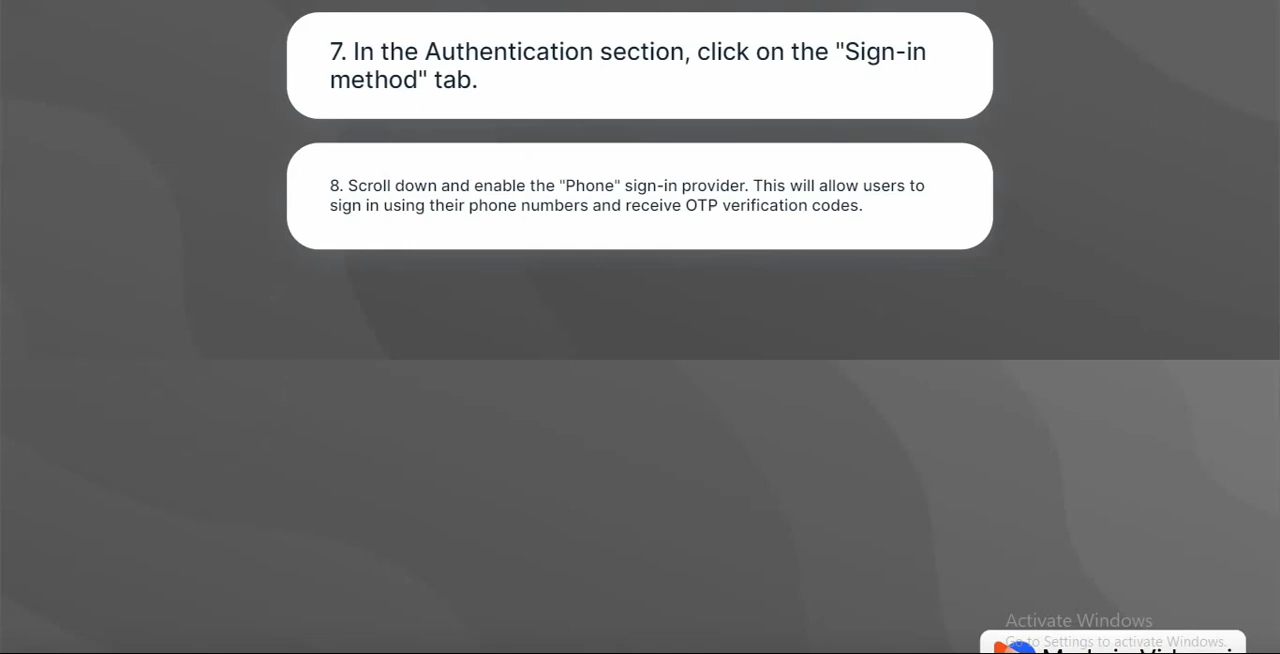 7. In the Authentication section, click on the "Sign-in
method" tab.
8. Scroll down and enable the "Phone" sign-in provider. This will allow users to
sign in using their phone numbers and receive OTP verification codes.
Activate Windows
Go to Settings to activate Windows.